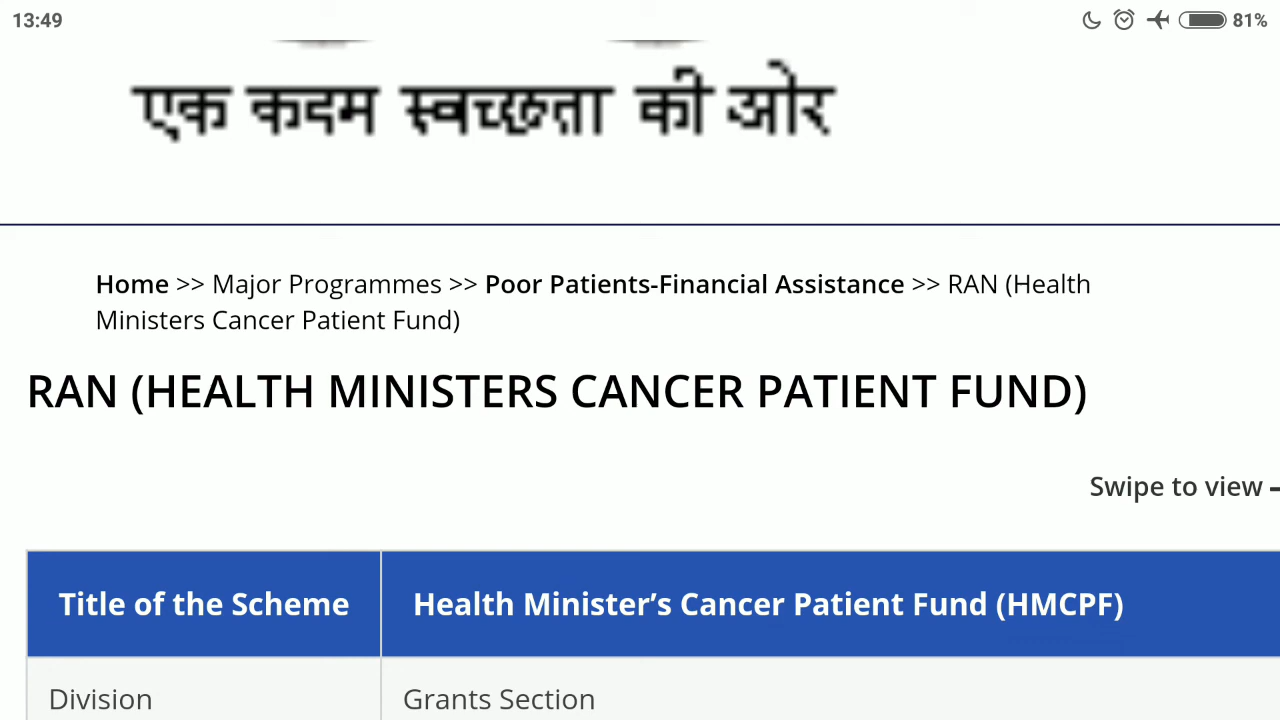 13:49 81%
एक कदम स्वच्छता की ओर
Home >> Major Programmes >> Poor Patients-Financial Assistance >> RAN (Health
Ministers Cancer Patient Fund)
RAN (HEALTH MINISTERS CANCER PATIENT FUND)
Swipe to view
Title of the Scheme Health Minister’s Cancer Patient Fund (HMCPF)
Division Grants Section